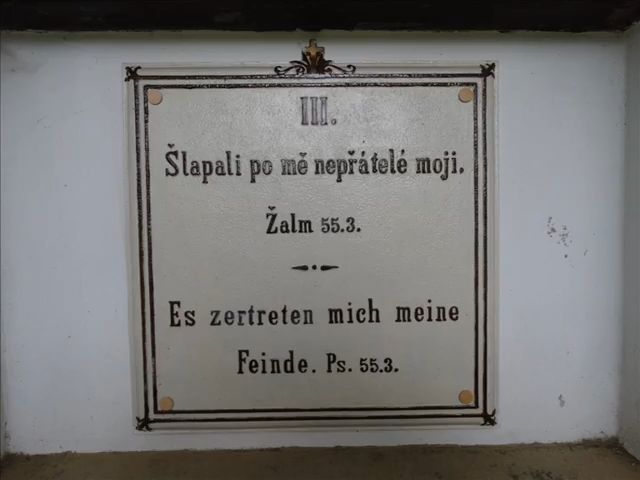 III.
Šlapali po mě nepřátelé moji.
Žalm 55.3.
Es zertreten mich meine
Feinde. Ps. 55.3.